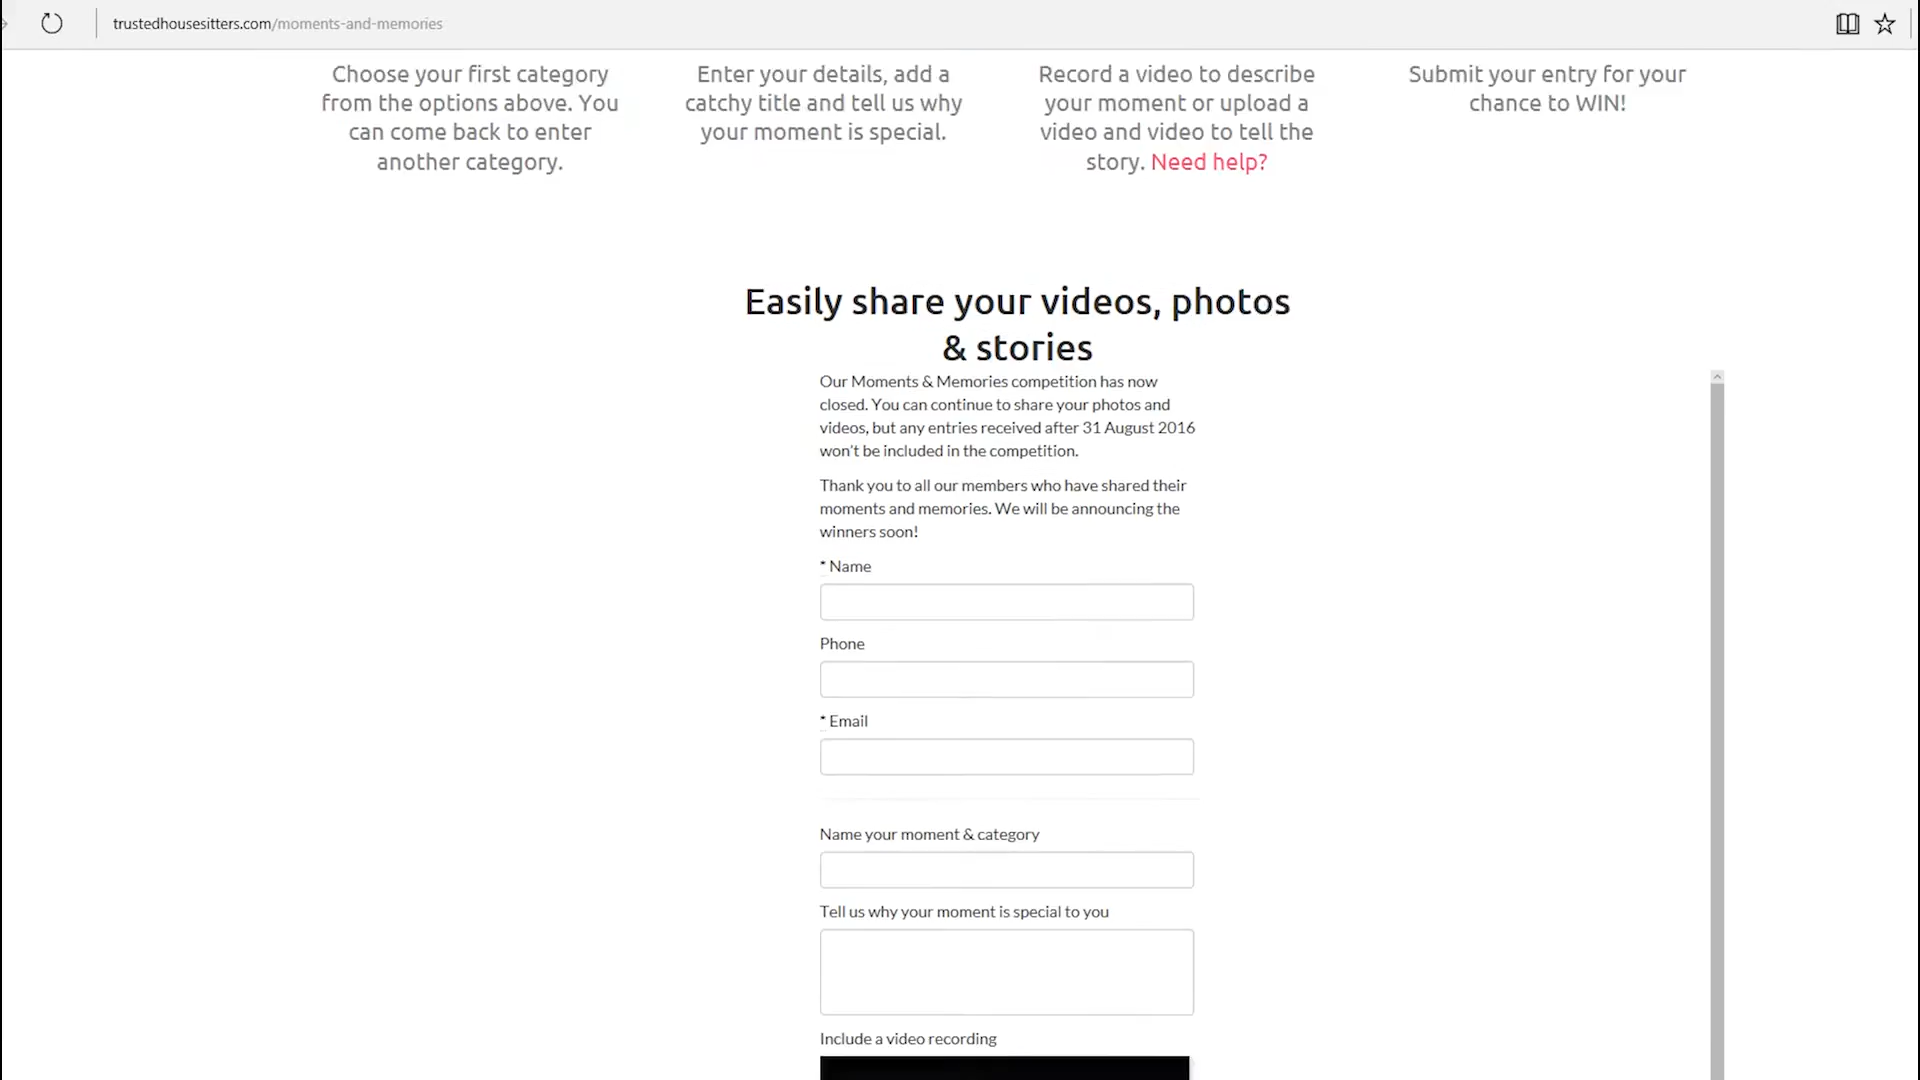 trustedhousesitters.com/moments-and-memories
Choose your first category
from the options above. You
can come back to enter
another category.
Enter your details, add a
catchy title and tell us why
your moment is special.
Record a video to describe
your moment or upload a
video and video to tell the
story. Need help?
Submit your entry for your
chance to WIN!
Easily share your videos, photos
& stories
Our Moments & Memories competition has now
closed. You can continue to share your photos and
videos, but any entries received after 31 August 2016
won't be included in the competition.
Thank you to all our members who have shared their
moments and memories. We will be announcing the
winners soon!
* Name
Phone
* Email
Name your moment & category
Tell us why your moment is special to you
Include a video recording